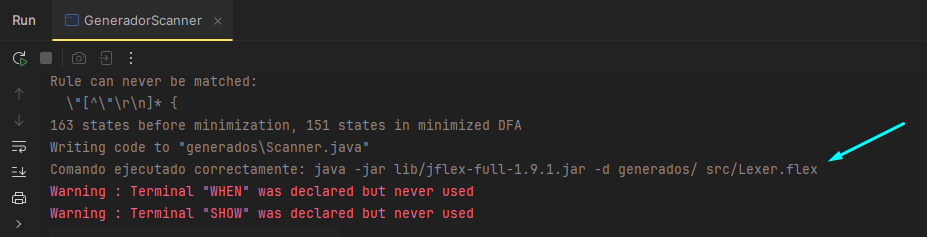 Run
GeneradorScanner
Rule can never be matched:
\"[^\"\r\n]* {
163 states before minimization, 151 states in minimized DFA
Writing code to "generados\Scanner.java"
Comando ejecutado correctamente: java -jar lib/jflex-full-1.9.1.jar -d generados/ src/Lexer.flex
Warning : Terminal "WHEN" was declared but never used
Warning : Terminal "SHOW" was declared but never used